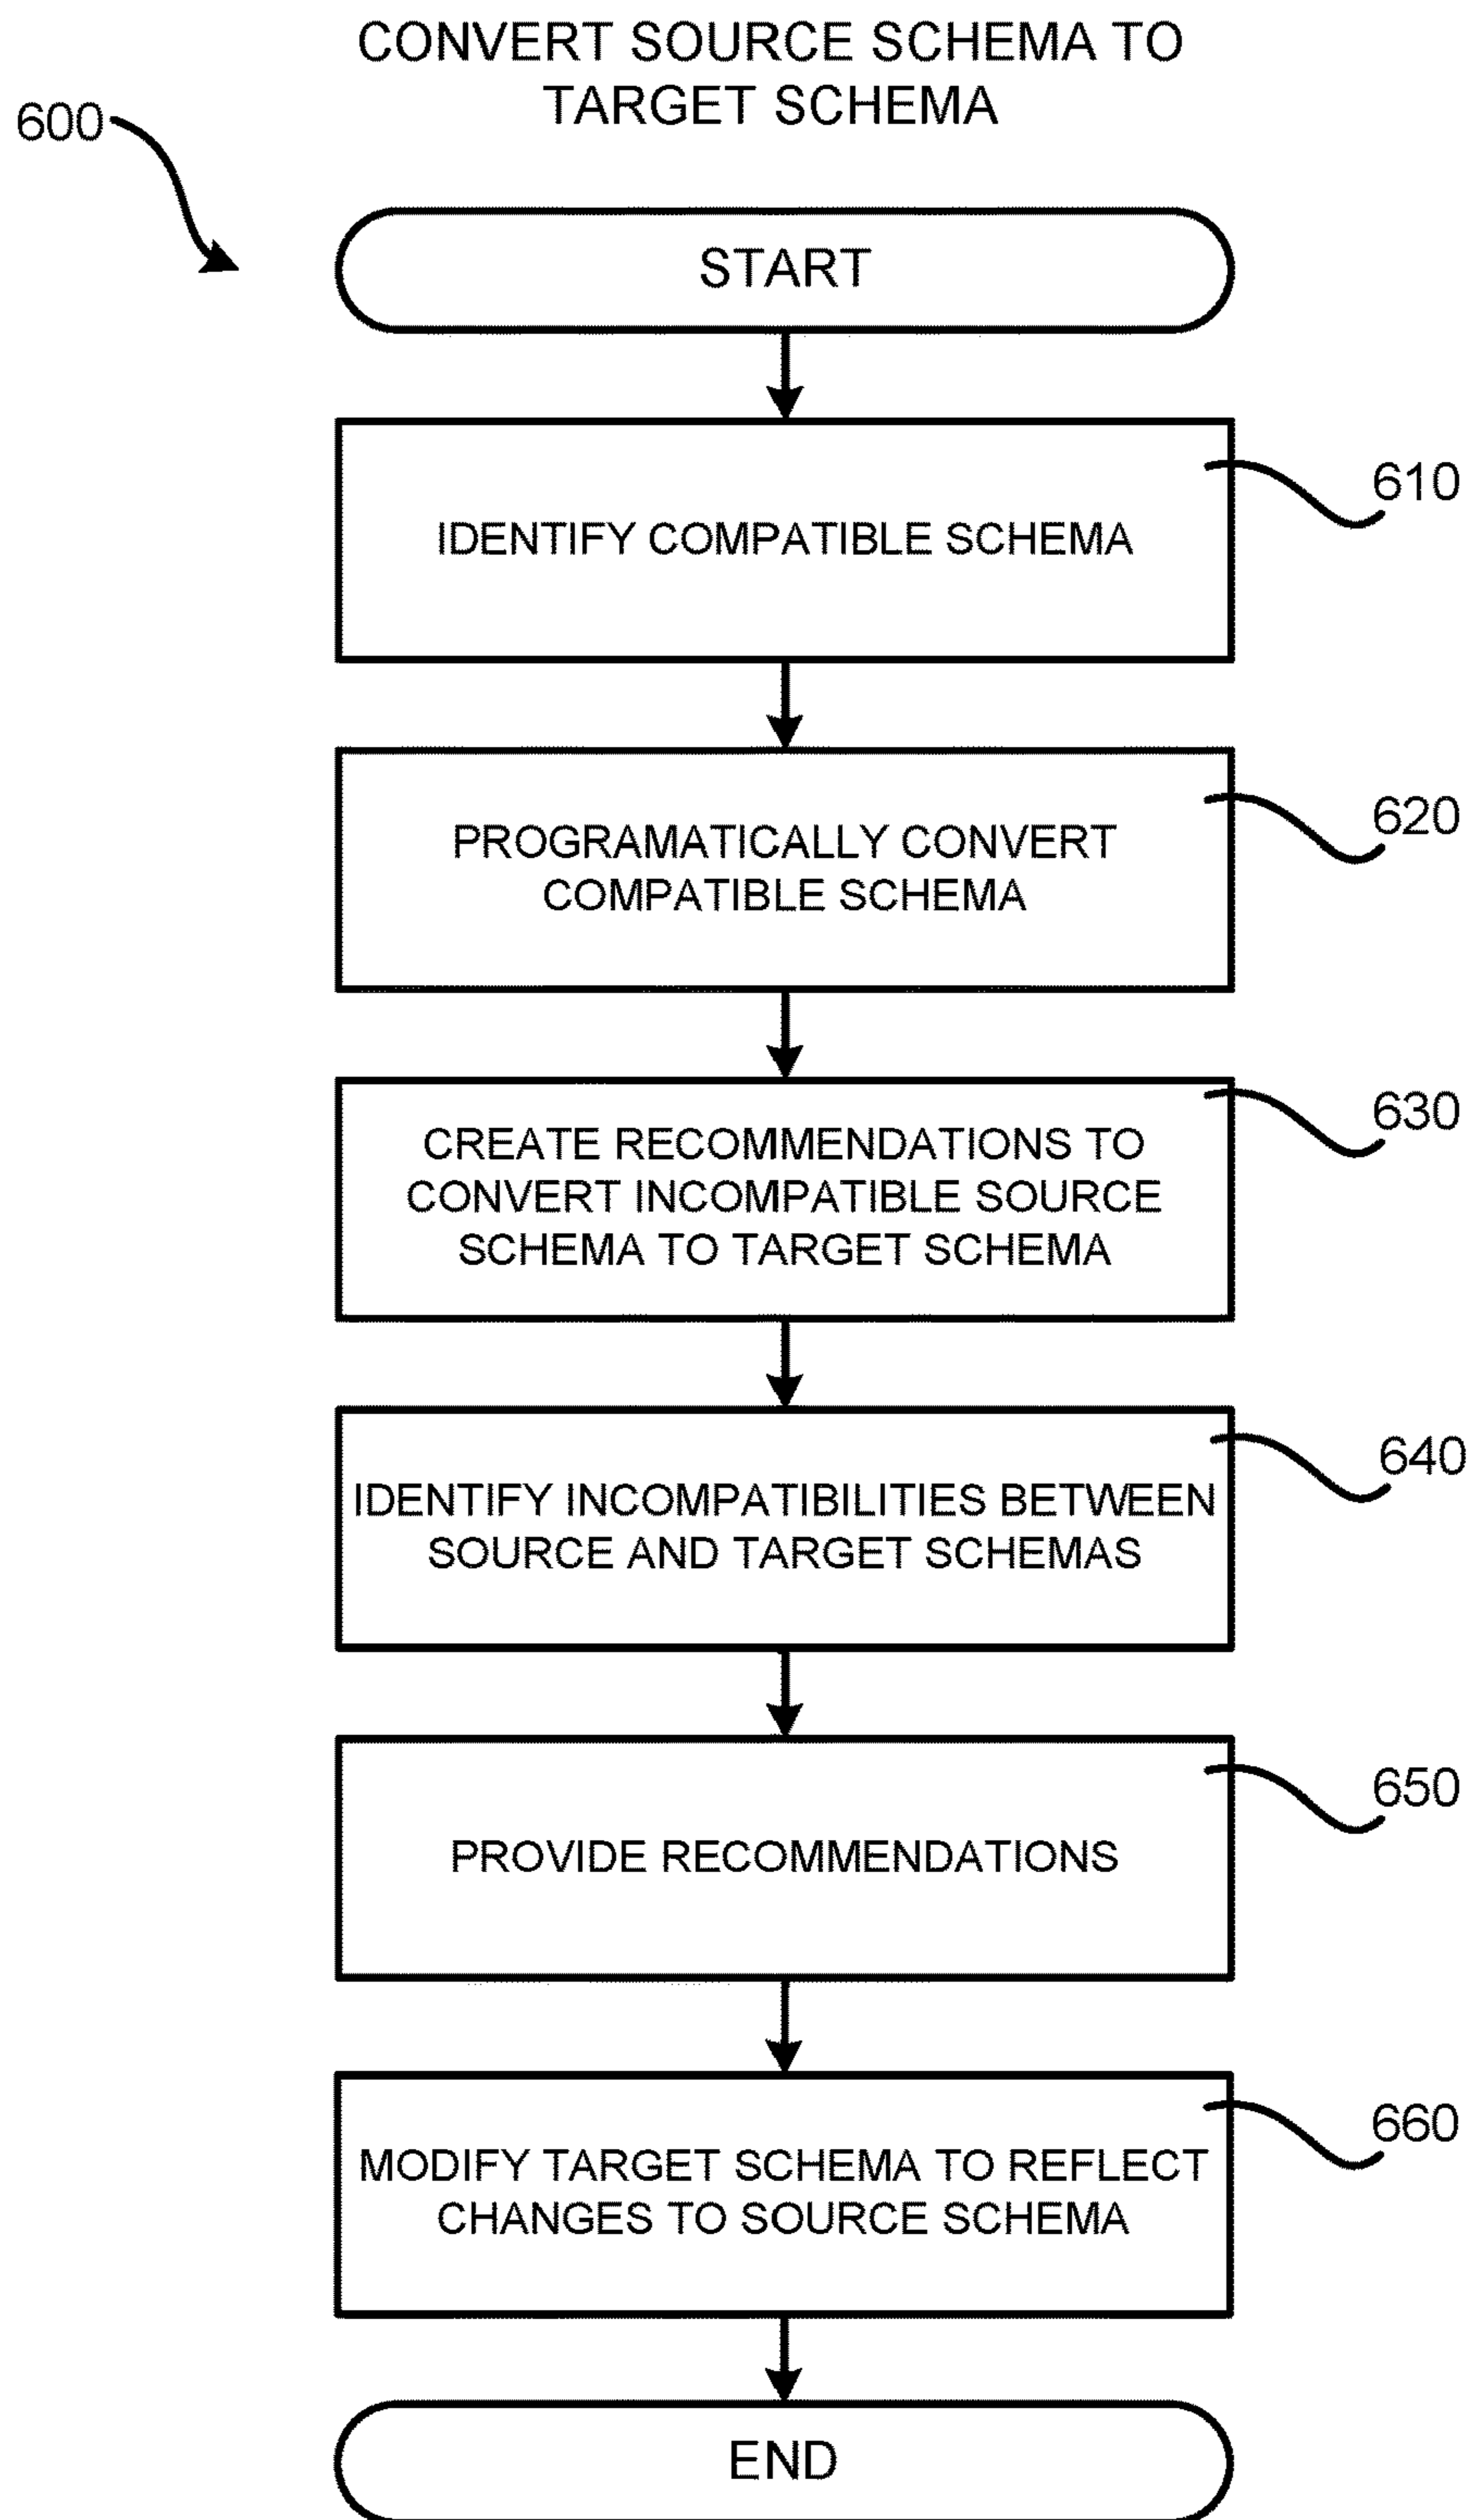 CONVERT SOURCE SCHEMA TO
TARGET SCHEMA
600
START
IDENTIFY COMPATIBLE SCHEMA
610
PROGRAMATICALLY CONVERT
COMPATIBLE SCHEMA
620
CREATE RECOMMENDATIONS TO
CONVERT INCOMPATIBLE SOURCE
SCHEMA TO TARGET SCHEMA
630
IDENTIFY INCOMPATIBILITIES BETWEEN
SOURCE AND TARGET SCHEMAS
640
PROVIDE RECOMMENDATIONS
650
MODIFY TARGET SCHEMA TO REFLECT
CHANGES TO SOURCE SCHEMA
660
END